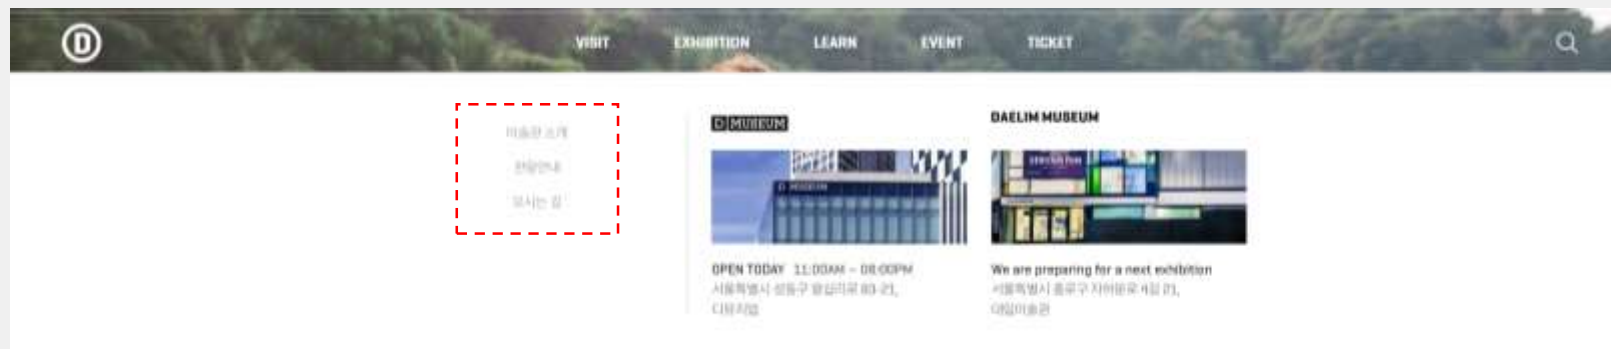 D
VISIT
EXHIBITION
LEARN
EVENT
TICKET
미술관 소개
관람안내
오시는 길
D MUSEUM
D MUSEUM
OPEN TODAY 11:00AM – 08:00PM
서울특별시 성동구 왕십리로 83-21,
디뮤지엄
DAELIM MUSEUM
We are preparing for a next exhibition
서울특별시 종로구 자하문로 4길 21,
대림미술관